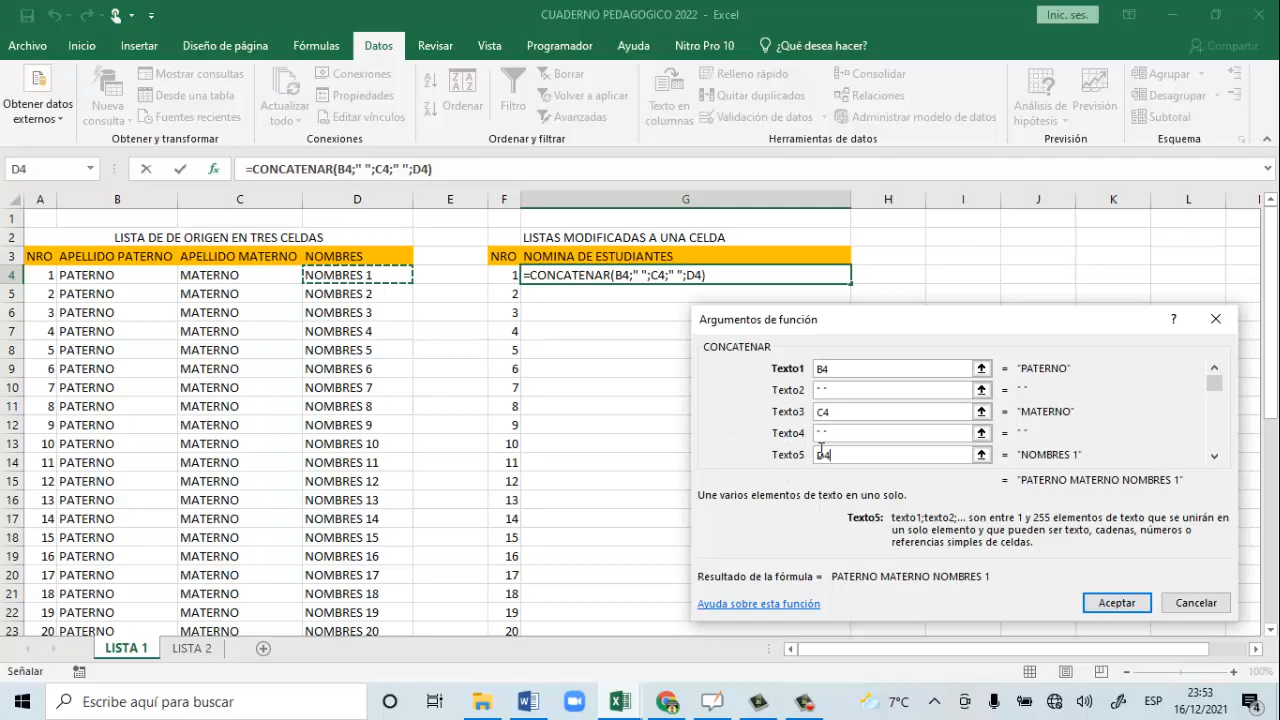 CUADERNO PEDAGOGICO 2022 - Excel
Inic. ses.
Archivo Inicio Insertar Diseño de página Fórmulas Datos Revisar Vista Programador Ayuda Nitro Pro 10 ¿Qué desea hacer? Compartir
Obtener datos externos
Nueva consulta
Mostrar consultas
Desde una tabla
Fuentes recientes
Obtener y transformar
Actualizar todo
Conexiones
Propiedades
Editar vínculos
Conexiones
Ordenar
Filtro
Borrar
Volver a aplicar
Avanzadas
Ordenar y filtrar
Texto en columnas
Relleno rápido
Quitar duplicados
Validación de datos
Consolidar
Relaciones
Administrar modelo de datos
Herramientas de datos
Análisis de hipótesis
Previsión
Previsión
Agrupar
Desagrupar
Subtotal
Esquema
D4 fx =CONCATENAR(B4;" ";C4;" ";D4)
A B C D E F G H I J K L
1
2 LISTA DE DE ORIGEN EN TRES CELDAS LISTAS MODIFICADAS A UNA CELDA
3 NRO APELLIDO PATERNO APELLIDO MATERNO NOMBRES NRO NOMINA DE ESTUDIANTES
4 1 PATERNO MATERNO NOMBRES 1 1 =CONCATENAR(B4;" ";C4;" ";D4)
5 2 PATERNO MATERNO NOMBRES 2 2
6 3 PATERNO MATERNO NOMBRES 3 3
7 4 PATERNO MATERNO NOMBRES 4 4
8 5 PATERNO MATERNO NOMBRES 5 5
9 6 PATERNO MATERNO NOMBRES 6 6
10 7 PATERNO MATERNO NOMBRES 7 7
11 8 PATERNO MATERNO NOMBRES 8 8
12 9 PATERNO MATERNO NOMBRES 9 9
13 10 PATERNO MATERNO NOMBRES 10 10
14 11 PATERNO MATERNO NOMBRES 11 11
15 12 PATERNO MATERNO NOMBRES 12 12
16 13 PATERNO MATERNO NOMBRES 13 13
17 14 PATERNO MATERNO NOMBRES 14 14
18 15 PATERNO MATERNO NOMBRES 15 15
19 16 PATERNO MATERNO NOMBRES 16 16
20 17 PATERNO MATERNO NOMBRES 17 17
21 18 PATERNO MATERNO NOMBRES 18 18
22 19 PATERNO MATERNO NOMBRES 19 19
23 20 PATERNO MATERNO NOMBRES 20 20
Argumentos de función ?
CONCATENAR
Texto1 B4 = "PATERNO"
Texto2 " " = " "
Texto3 C4 = "MATERNO"
Texto4 " " = " "
Texto5 D4 = "NOMBRES 1"
= "PATERNO MATERNO NOMBRES 1"
Une varios elementos de texto en uno solo.
Texto5: texto1;texto2;... son entre 1 y 255 elementos de texto que se unirán en
un solo elemento y que pueden ser texto, cadenas, números o
referencias simples de celdas.
Resultado de la fórmula = PATERNO MATERNO NOMBRES 1
Ayuda sobre esta función Aceptar Cancelar
LISTA 1 LISTA 2
Señalar 100%
Escribe aquí para buscar 7°C ESP 23:53
16/12/2021 4